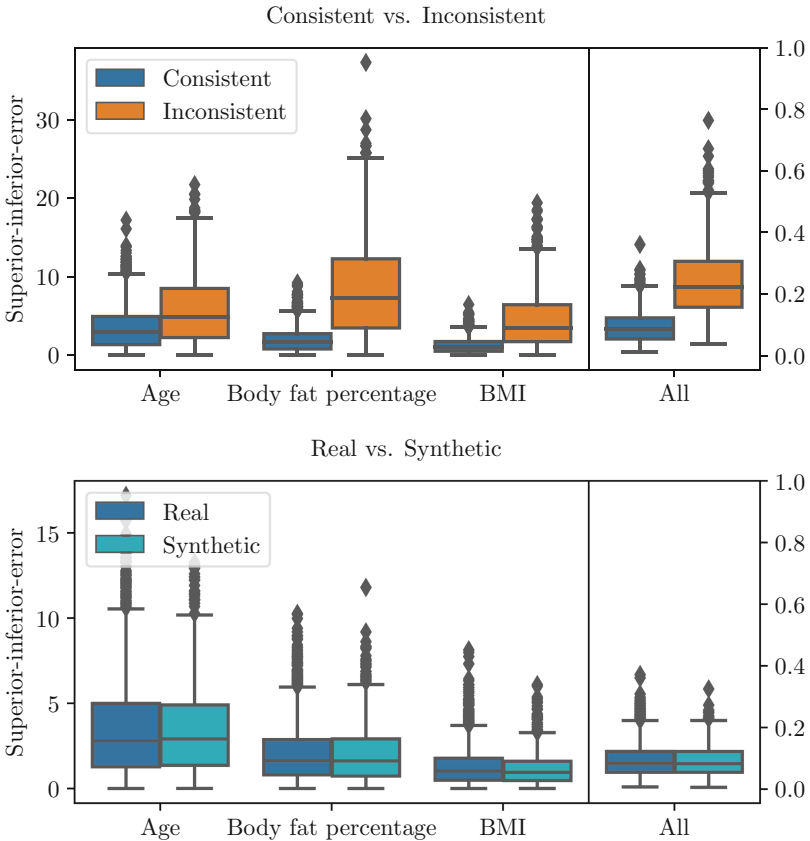 Consistent vs. Inconsistent
Superior-inferior-error
30
20
10
0
Consistent
Inconsistent
1.0
0.8
0.6
0.4
0.2
0.0
Age
Body fat percentage
BMI
All
Real vs. Synthetic
Superior-inferior-error
15
10
5
0
Real
Synthetic
1.0
0.8
0.6
0.4
0.2
0.0
Age
Body fat percentage
BMI
All